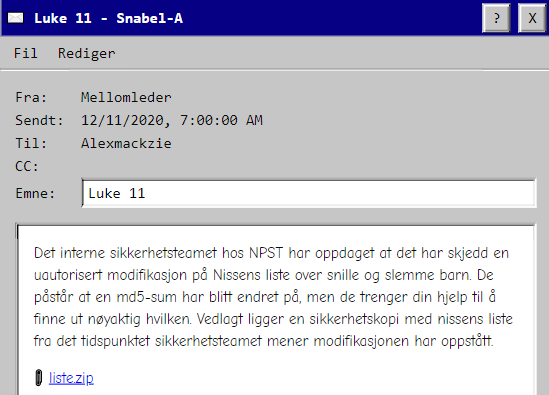 Luke 11 - Snabel-A ? X
Fil Rediger
Fra: Mellomleder
Sendt: 12/11/2020, 7:00:00 AM
Til: Alexmackzie
CC:
Emne: Luke 11
Det interne sikkerhetsteamet hos NPST har oppdaget at det har skjedd en
uautorisert modifikasjon på Nissens liste over snille og slemme barn. De
påstår at en md5-sum har blitt endret på, men de trenger din hjelp til å
finne ut nøyaktig hvilken. Vedlagt ligger en sikkerhetskopi med nissens liste
fra det tidspunktet sikkerhetsteamet mener modifikasjonen har oppstått.
liste.zip